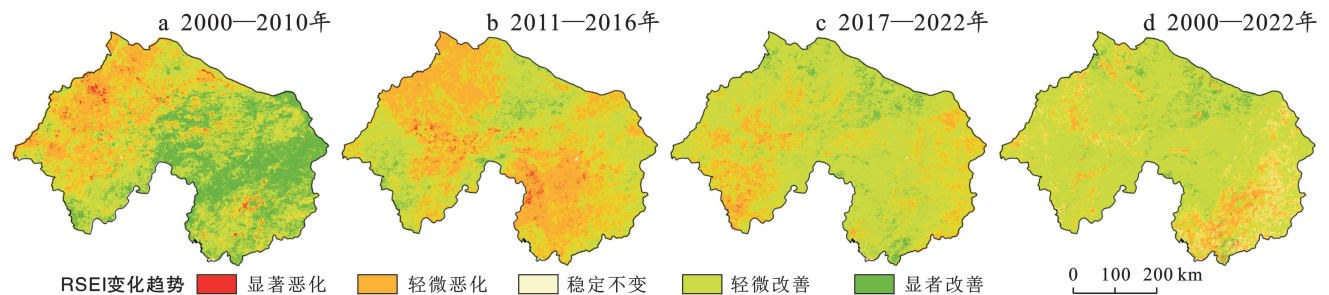 a 2000—2010年
b 2011—2016年
c 2017—2022年
d 2000—2022年
RSEI变化趋势 显著恶化 轻微恶化 稳定不变 轻微改善 显者改善
0 100 200 km